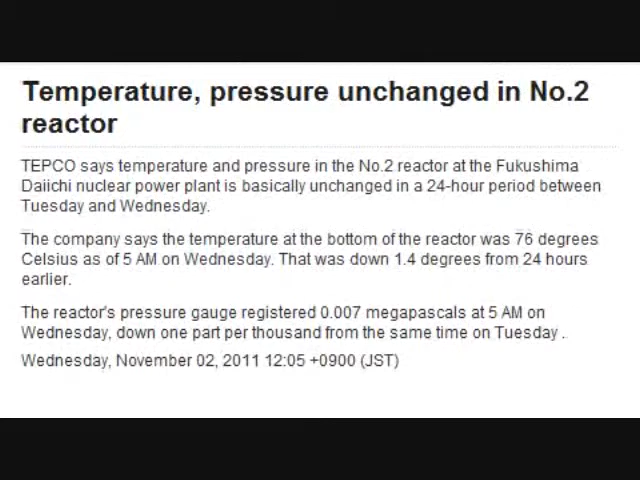 Temperature, pressure unchanged in No.2
reactor
TEPCO says temperature and pressure in the No.2 reactor at the Fukushima
Daiichi nuclear power plant is basically unchanged in a 24-hour period between
Tuesday and Wednesday.
The company says the temperature at the bottom of the reactor was 76 degrees
Celsius as of 5 AM on Wednesday. That was down 1.4 degrees from 24 hours
earlier.
The reactor's pressure gauge registered 0.007 megapascals at 5 AM on
Wednesday, down one part per thousand from the same time on Tuesday .
Wednesday, November 02, 2011 12:05 +0900 (JST)